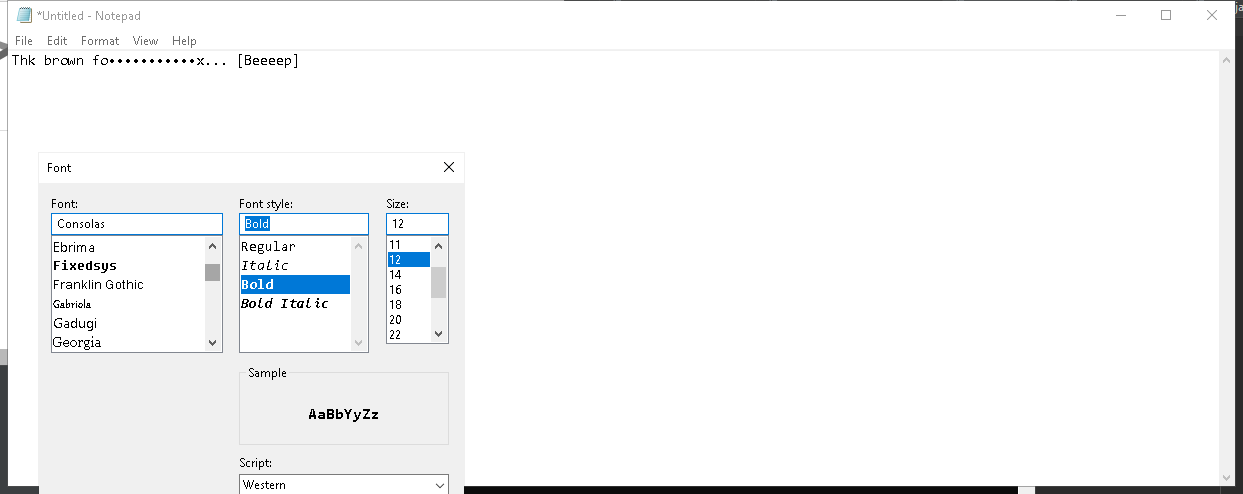 *Untitled - Notepad
File Edit Format View Help
Thk brown fo•••••••••••x... [Beeeep]
Font
Font: Font style: Size:
Consolas Bold 12
Ebrima
Fixedsys
Franklin Gothic
Gabriola
Gadugi
Georgia
Regular
Italic
Bold
Bold Italic
11
12
14
16
18
20
22
Sample
AaBbYyZz
Script:
Western